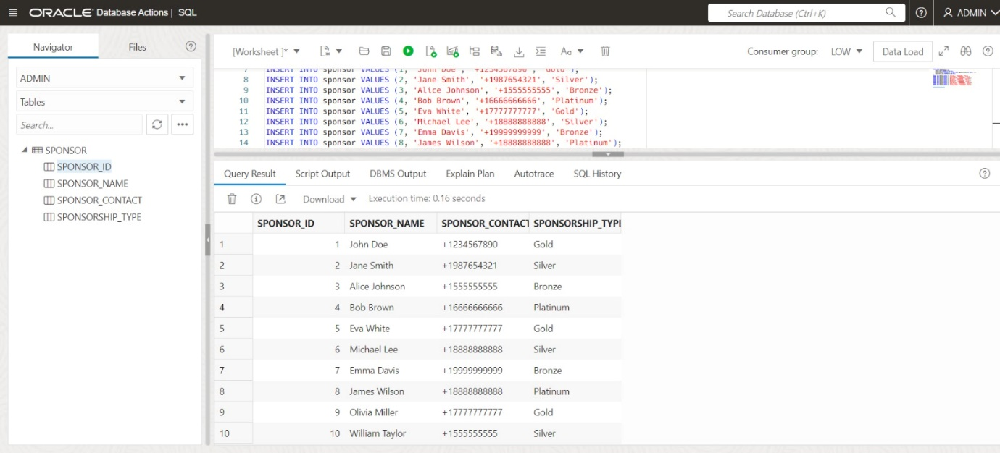 ORACLE Database Actions | SQL
Search Database (Ctrl+K)
ADMIN
Navigator
Files
[Worksheet ]*
Aa
Consumer group: LOW
Data Load
ADMIN
Tables
Search...
SPONSOR
SPONSOR_ID
SPONSOR_NAME
SPONSOR_CONTACT
SPONSORSHIP_TYPE
7 INSERT INTO sponsor VALUES (1, 'John Doe', '+1234567890', 'Gold');
8 INSERT INTO sponsor VALUES (2, 'Jane Smith', '+1987654321', 'Silver');
9 INSERT INTO sponsor VALUES (3, 'Alice Johnson', '+1555555555', 'Bronze');
10 INSERT INTO sponsor VALUES (4, 'Bob Brown', '+16666666666', 'Platinum');
11 INSERT INTO sponsor VALUES (5, 'Eva White', '+17777777777', 'Gold');
12 INSERT INTO sponsor VALUES (6, 'Michael Lee', '+18888888888', 'Silver');
13 INSERT INTO sponsor VALUES (7, 'Emma Davis', '+19999999999', 'Bronze');
14 INSERT INTO sponsor VALUES (8, 'James Wilson', '+18888888888', 'Platinum');
Query Result Script Output DBMS Output Explain Plan Autotrace SQL History
Download Execution time: 0.16 seconds
SPONSOR_ID SPONSOR_NAME SPONSOR_CONTACT SPONSORSHIP_TYPE
1 1 John Doe +1234567890 Gold
2 2 Jane Smith +1987654321 Silver
3 3 Alice Johnson +1555555555 Bronze
4 4 Bob Brown +16666666666 Platinum
5 5 Eva White +17777777777 Gold
6 6 Michael Lee +18888888888 Silver
7 7 Emma Davis +19999999999 Bronze
8 8 James Wilson +18888888888 Platinum
9 9 Olivia Miller +17777777777 Gold
10 10 William Taylor +1555555555 Silver